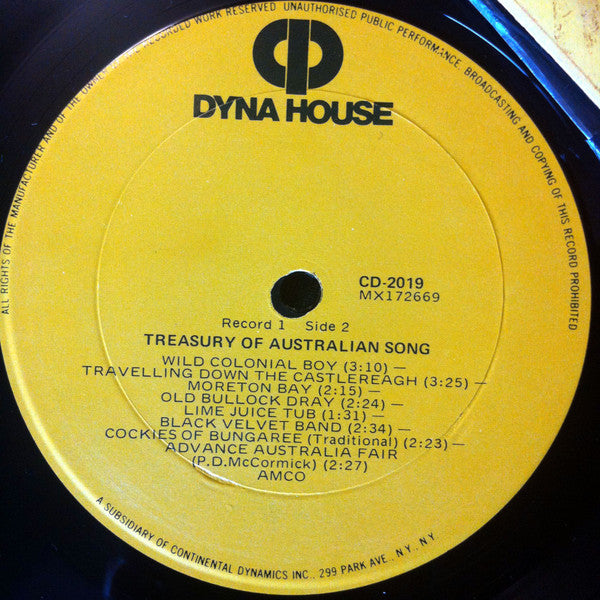 ALL RIGHTS OF THE MANUFACTURER AND OF THE OWNER RECORDED WORK RESERVED. UNAUTHORISED PUBLIC PERFORMANCE, BROADCASTING AND COPYING OF THIS RECORD PROHIBITED
DYNA HOUSE
CD-2019
MX172669
Record 1 Side 2
TREASURY OF AUSTRALIAN SONG
WILD COLONIAL BOY (3:10) —
TRAVELLING DOWN THE CASTLEREAGH (3:25) —
MORETON BAY (2:15) —
OLD BULLOCK DRAY (2:24) —
LIME JUICE TUB (1:31) —
BLACK VELVET BAND (2:34) —
COCKIES OF BUNGAREE (Traditional) (2:23) —
ADVANCE AUSTRALIA FAIR
(P.D.McCormick) (2:27)
AMCO
A SUBSIDIARY OF CONTINENTAL DYNAMICS INC., 299 PARK AVE., N.Y., N.Y.